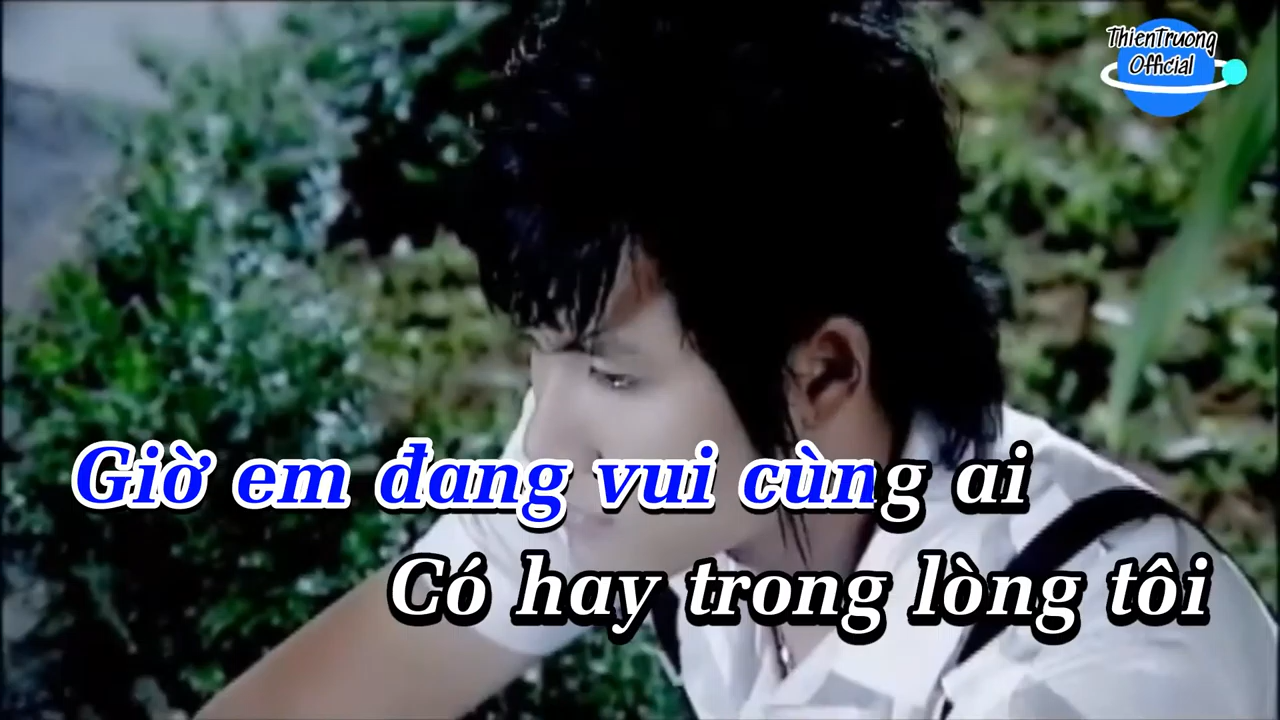 ThienTruong
Official
Giờ em đang vui cùng ai
Có hay trong lòng tôi